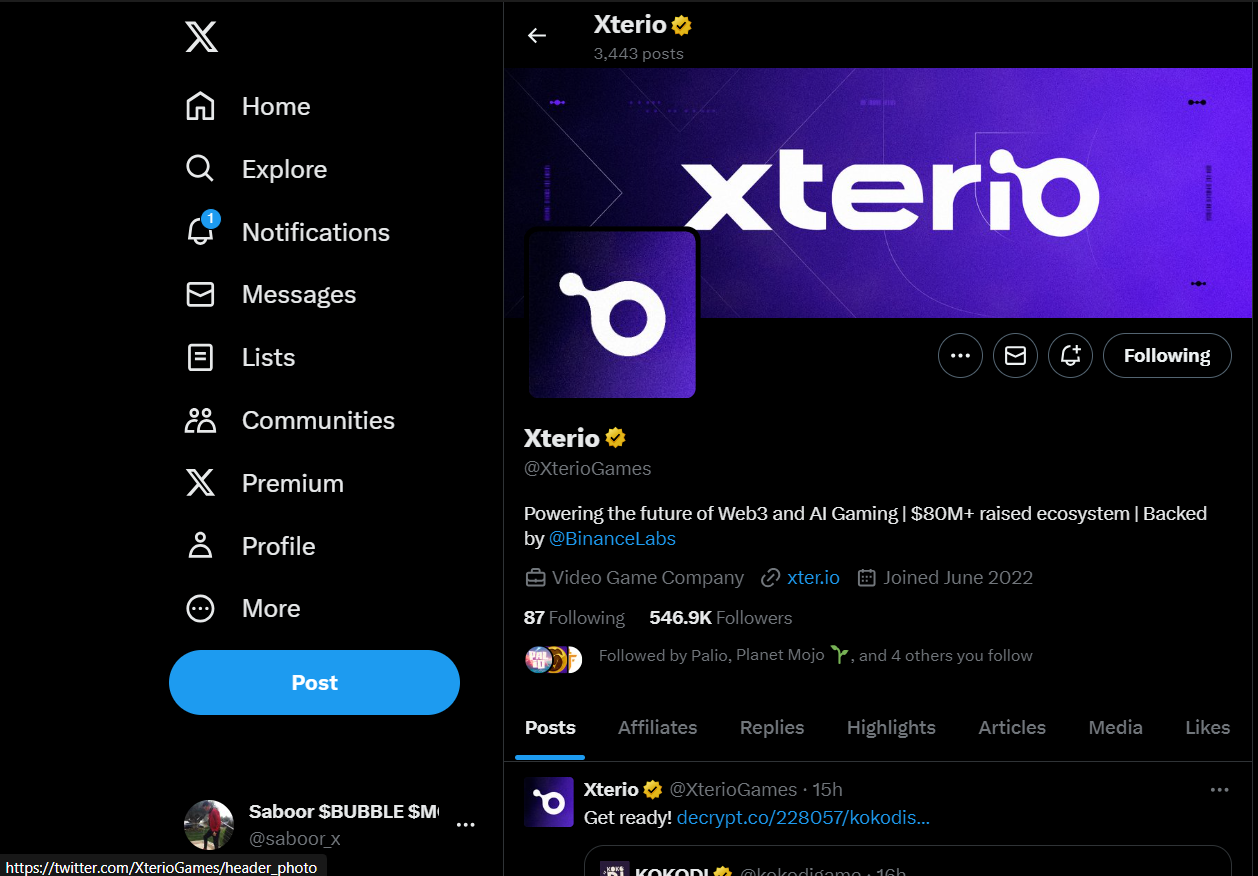 Home
Explore
1
Notifications
Messages
Lists
Communities
Premium
Profile
More
Post
Saboor $BUBBLE
@saboor_x
https://twitter.com/XterioGames/header_photo
Xterio
3,443 posts
xterio
Following
Xterio
@XterioGames
Powering the future of Web3 and AI Gaming | $80M+ raised ecosystem | Backed
by @BinanceLabs
Video Game Company xter.io Joined June 2022
87 Following 546.9K Followers
Followed by Palio, Planet Mojo 🌱, and 4 others you follow
Posts Affiliates Replies Highlights Articles Media Likes
Xterio @XterioGames · 15h
Get ready! decrypt.co/228057/kokodis...
KOKODI @kokodigame · 16h